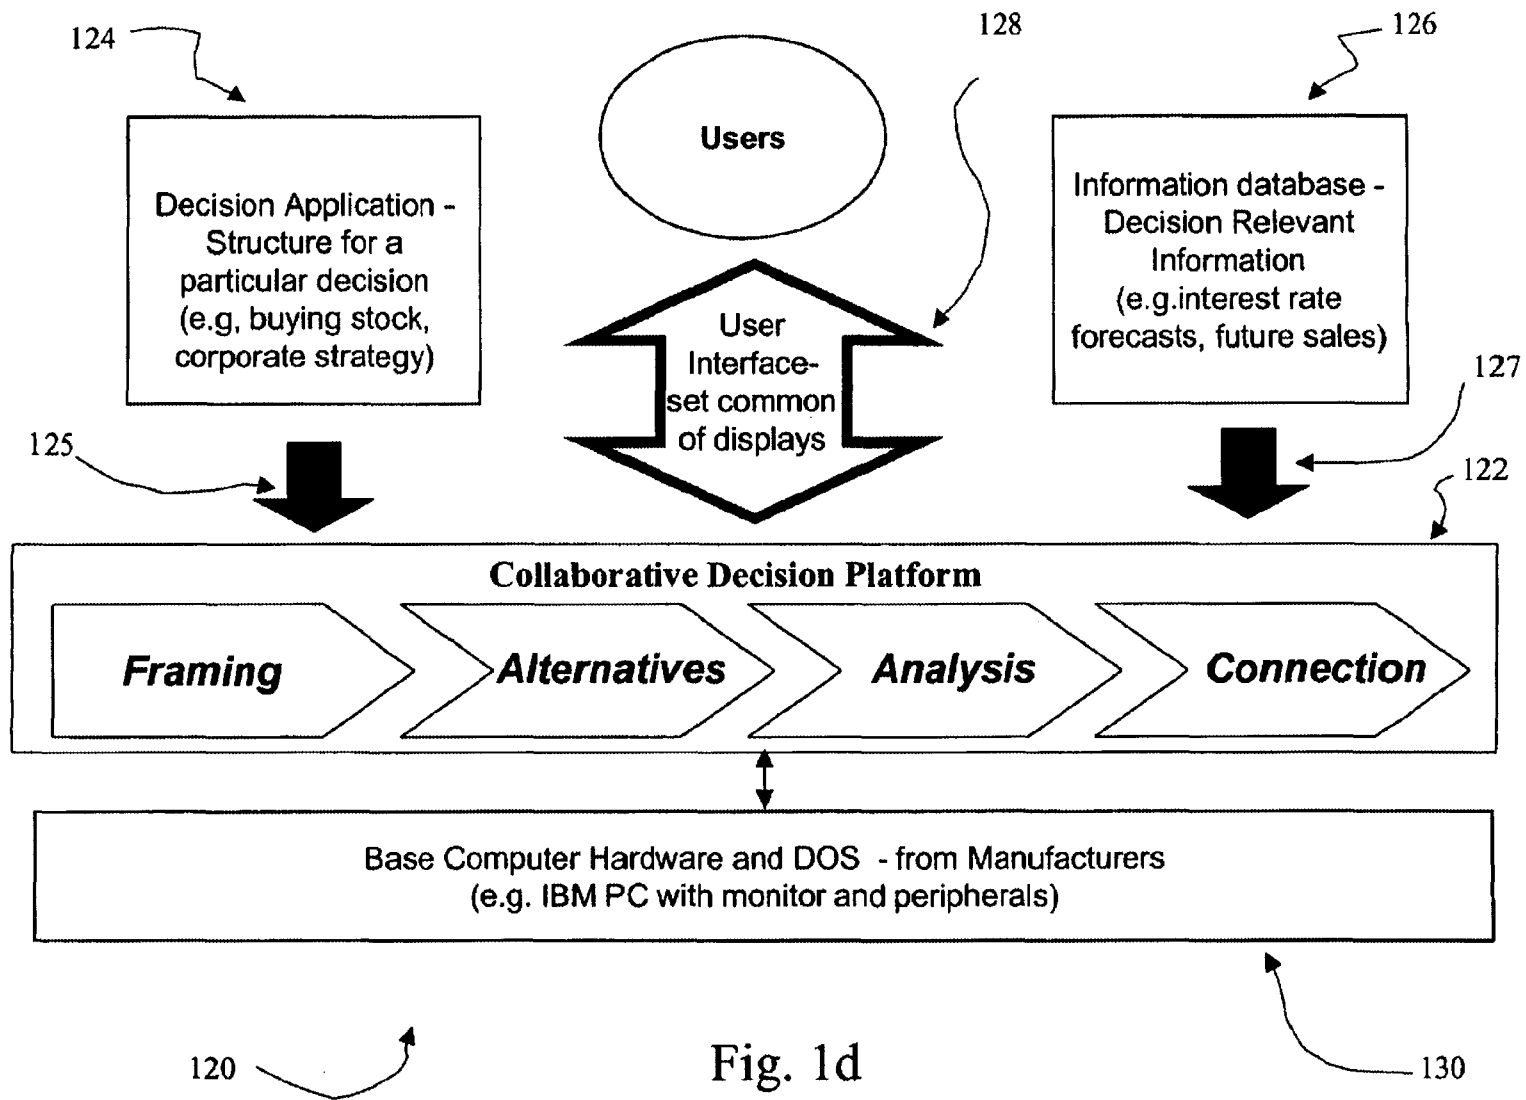 124
128
126
Users
Decision Application -
Structure for a
particular decision
(e.g, buying stock,
corporate strategy)
User
Interface-
set common
of displays
Information database -
Decision Relevant
Information
(e.g.interest rate
forecasts, future sales)
125
127
122
Collaborative Decision Platform
Framing
Alternatives
Analysis
Connection
Base Computer Hardware and DOS - from Manufacturers
(e.g. IBM PC with monitor and peripherals)
120
Fig. 1d
130